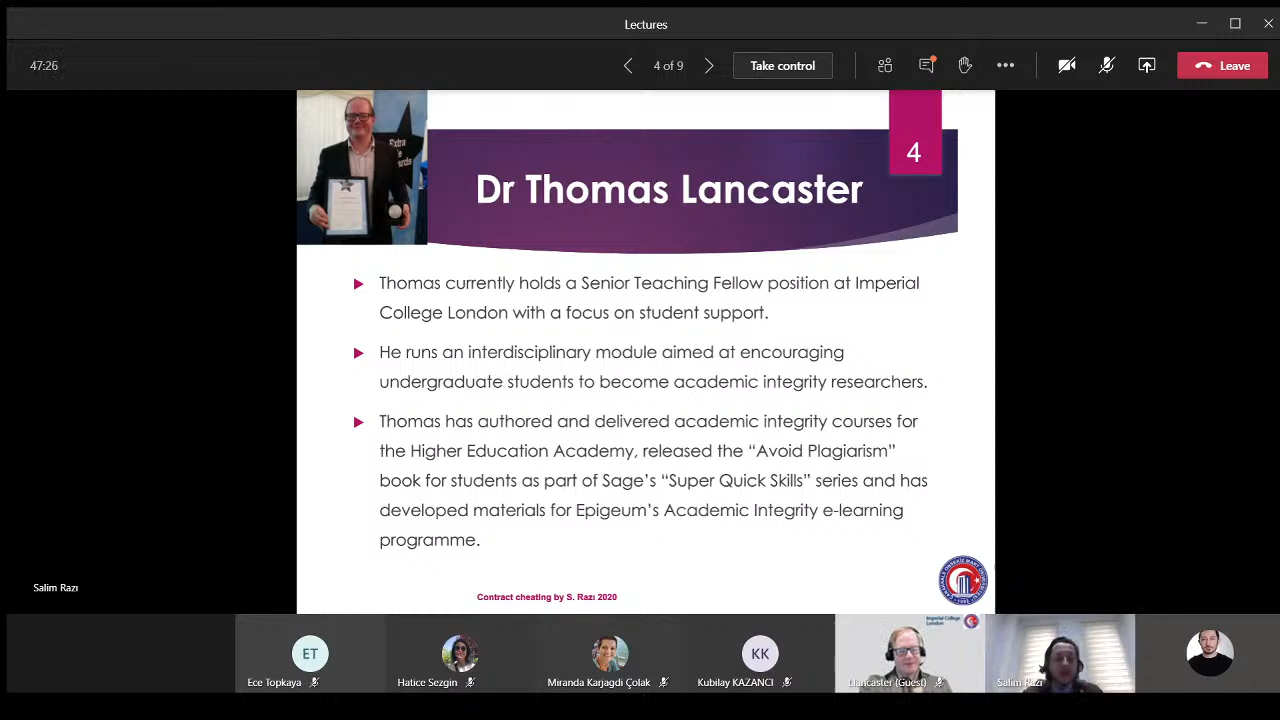 Lectures
47:26
4 of 9
Take control
Leave
4
Dr Thomas Lancaster
Thomas currently holds a Senior Teaching Fellow position at Imperial
College London with a focus on student support.
He runs an interdisciplinary module aimed at encouraging
undergraduate students to become academic integrity researchers.
Thomas has authored and delivered academic integrity courses for
the Higher Education Academy, released the “Avoid Plagiarism”
book for students as part of Sage’s “Super Quick Skills” series and has
developed materials for Epigeum’s Academic Integrity e-learning
programme.
Contract cheating by S. Razı 2020
Salim Razı
ET
KK
Imperial College
London
Ece Topkaya
Hatice Sezgin
Miranda Karjagdi Çolak
Kubilay KAZANCI
Llancaster (Guest)
Salim Razı